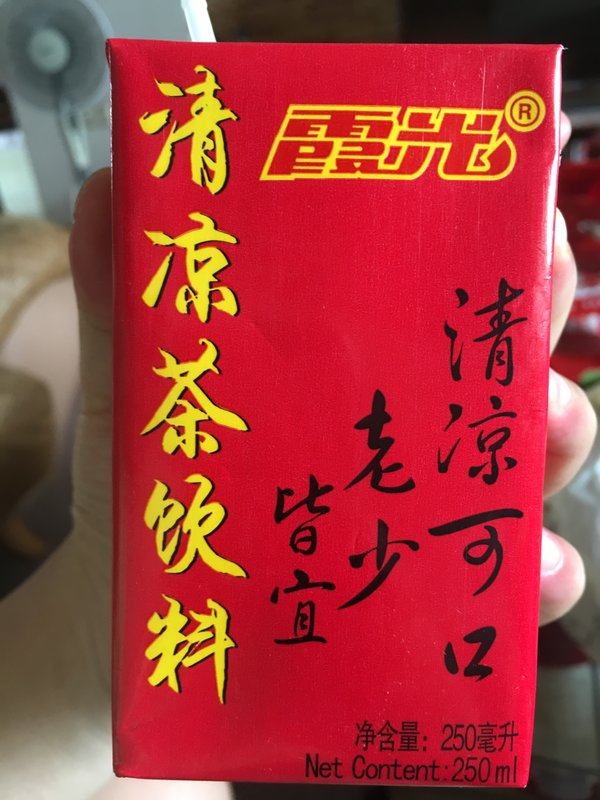 清凉茶饮料
霞光®
清凉可口
老少
皆宜
净含量：250毫升
Net Content:250ml